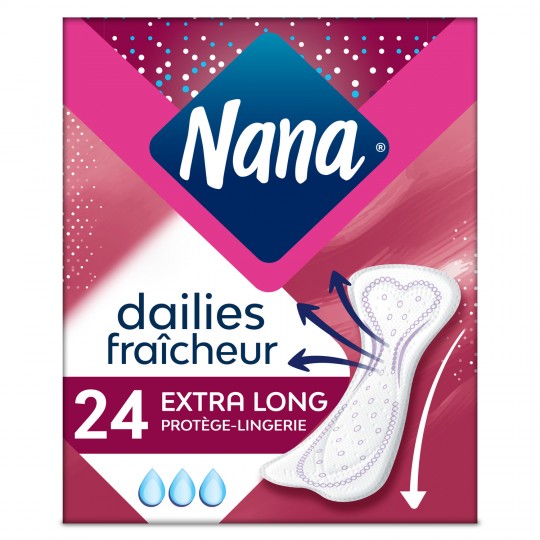 Nana®
dailies
fraîcheur
24 EXTRA LONG
PROTÈGE-LINGERIE